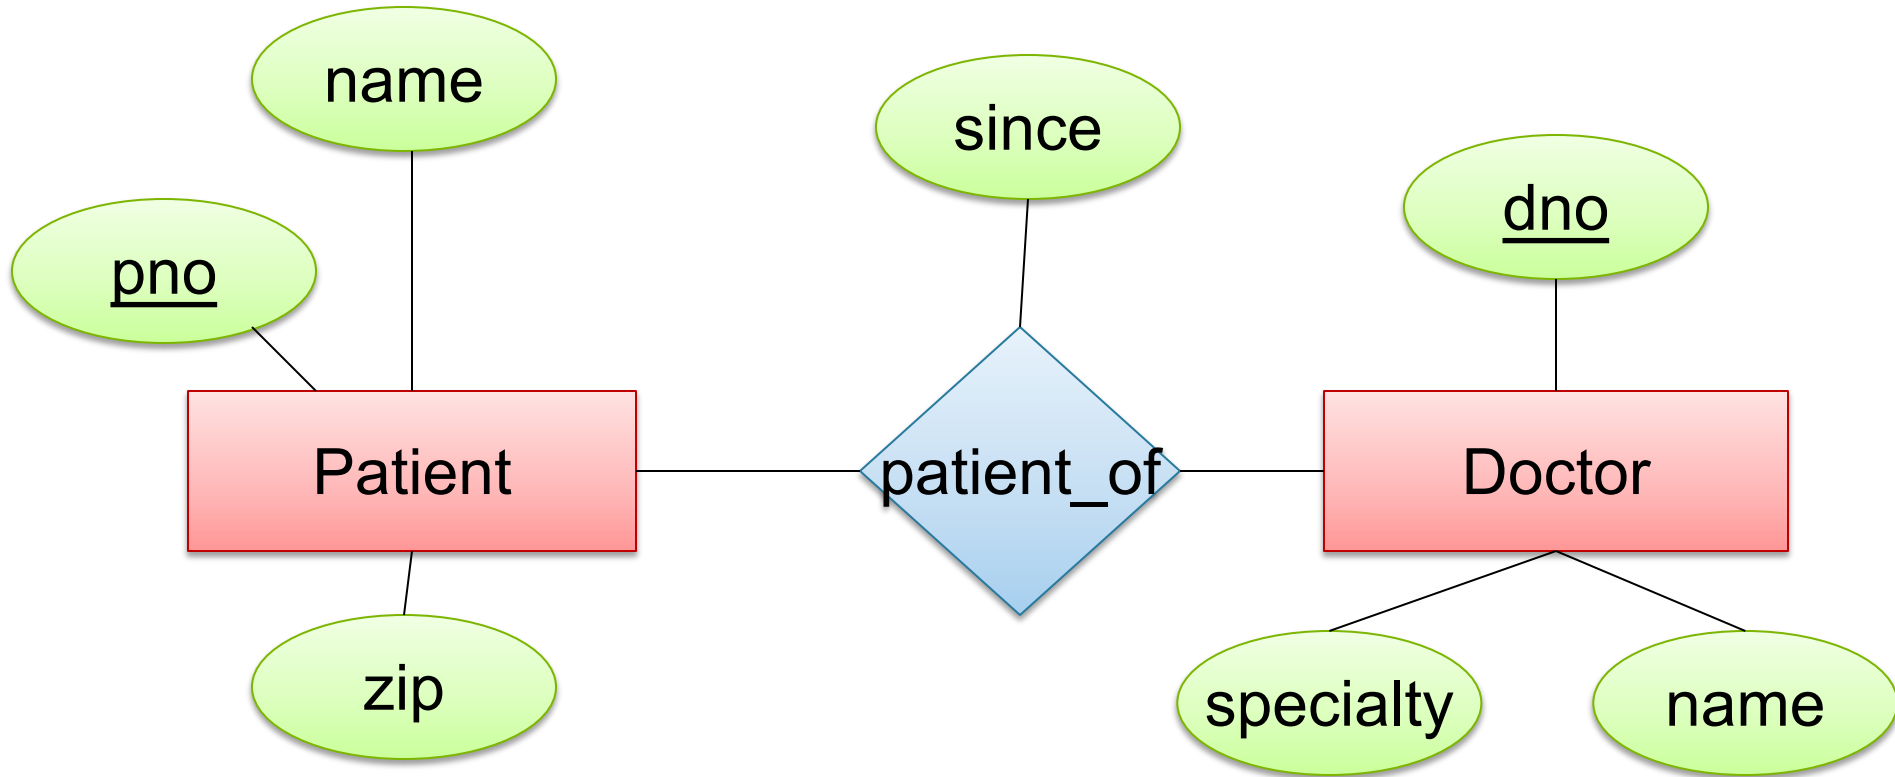 name
since
dno
pno
Patient
patient_of
Doctor
zip
specialty
name